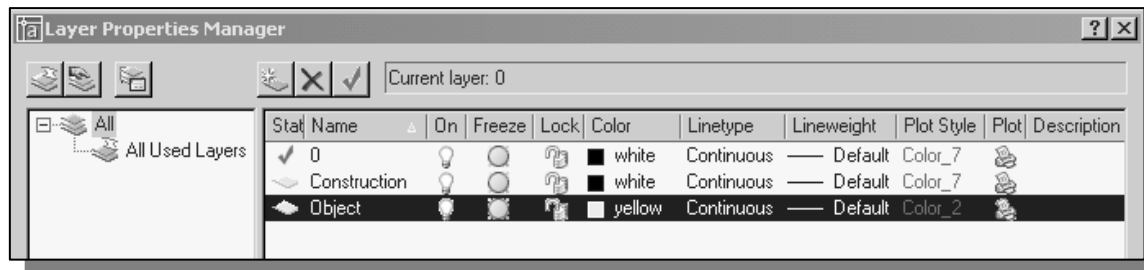 Layer Properties Manager
Current layer: 0
All
All Used Layers
Stat Name On Freeze Lock Color Linetype Lineweight Plot Style Plot Description
0 white Continuous Default Color_7
Construction white Continuous Default Color_7
Object yellow Continuous Default Color_2